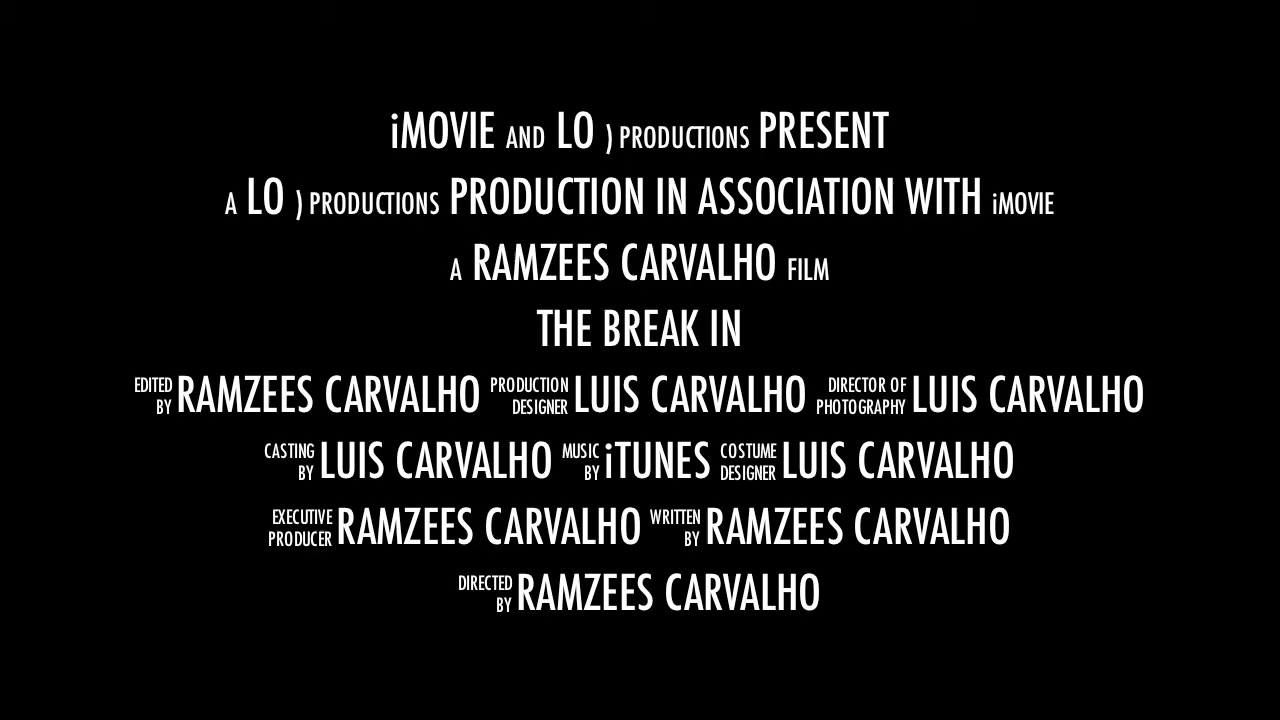 iMOVIE AND LO ) PRODUCTIONS PRESENT
A LO ) PRODUCTIONS PRODUCTION IN ASSOCIATION WITH iMOVIE
A RAMZEES CARVALHO FILM
THE BREAK IN
EDITED BY RAMZEES CARVALHO PRODUCTION DESIGNER LUIS CARVALHO DIRECTOR OF PHOTOGRAPHY LUIS CARVALHO
CASTING BY LUIS CARVALHO MUSIC BY iTUNES COSTUME DESIGNER LUIS CARVALHO
EXECUTIVE PRODUCER RAMZEES CARVALHO WRITTEN BY RAMZEES CARVALHO
DIRECTED BY RAMZEES CARVALHO